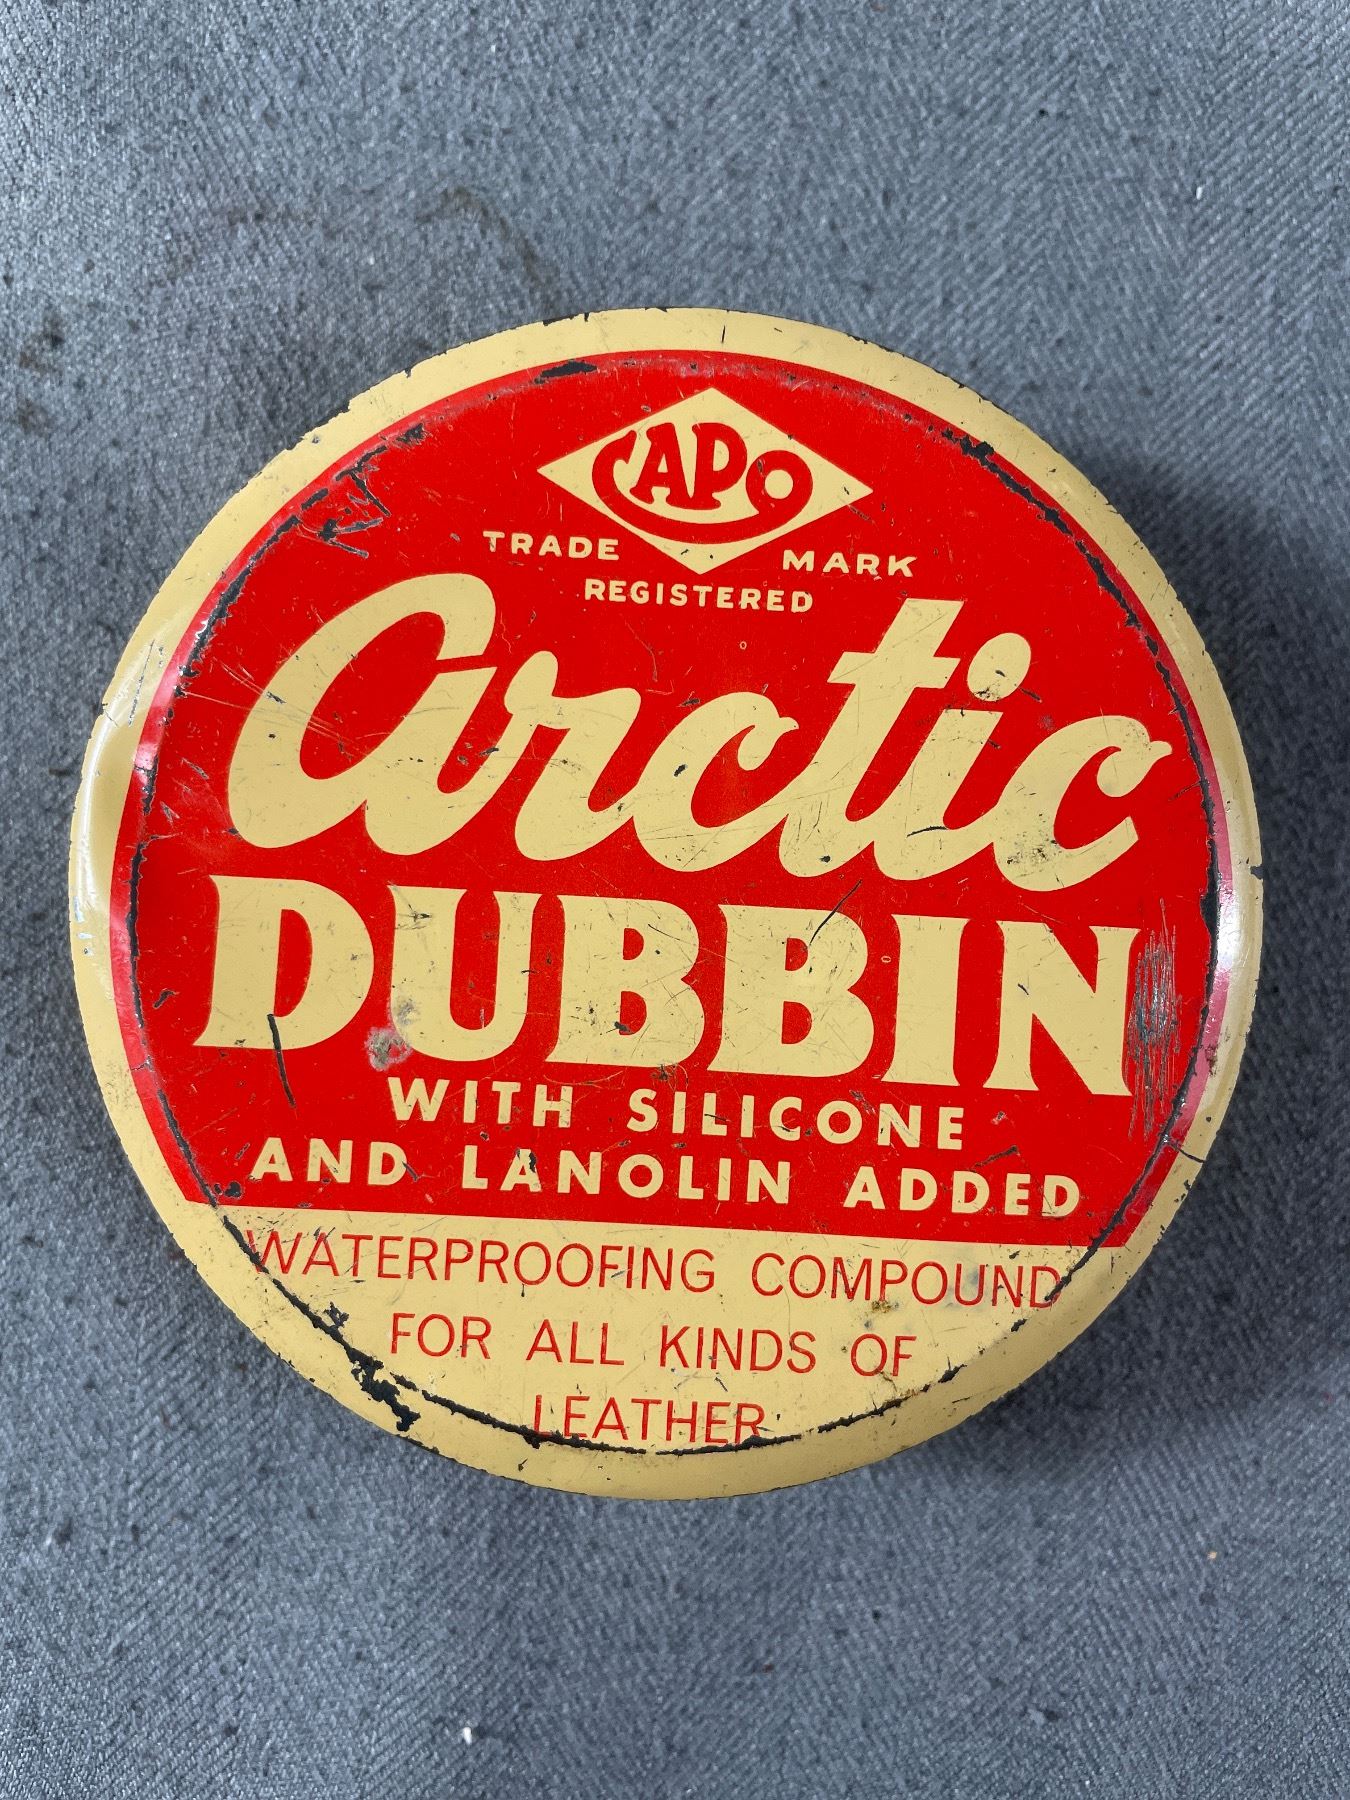 CAPO
TRADE MARK
REGISTERED
Arctic
DUBBIN
WITH SILICONE
AND LANOLIN ADDED
WATERPROOFING COMPOUND
FOR ALL KINDS OF
LEATHER